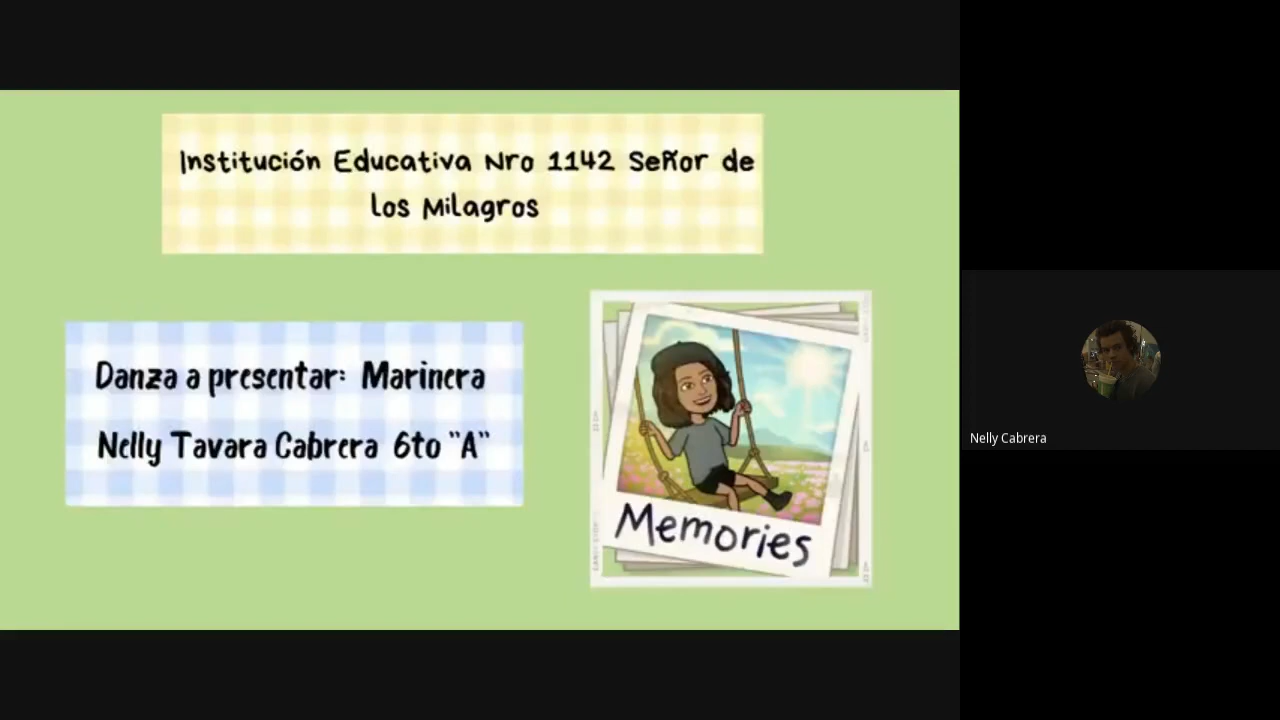 Institución Educativa Nro 1142 Señor de
los Milagros
Danza a presentar: Marinera
Nelly Tavara Cabrera 6to "A"
Memories
Nelly Cabrera